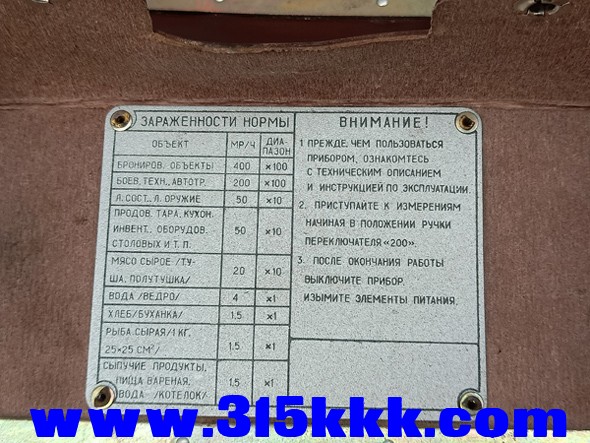 ЗАРАЖЕННОСТИ НОРМЫ
ОБЪЕКТ МР/Ч ДИА-
ПАЗОН
БРОНИРОВ. ОБЪЕКТЫ 400 ×100
БОЕВ. ТЕХН., АВТОТР. 200 ×100
Л. СОСТ., Л. ОРУЖИЕ 50 ×10
ПРОДОВ. ТАРА, КУХОН.
ИНВЕНТ., ОБОРУДОВ. 50 ×10
СТОЛОВЫХ И Т. П.
МЯСО СЫРОЕ /ТУ-
ША, ПОЛУТУШКА/ 20 ×10
ВОДА /ВЕДРО/ 4 ×1
ХЛЕБ/БУХАНКА/ 1.5 ×1
РЫБА СЫРАЯ/1 КГ.
25×25 СМ²/ 1.5 ×1
СЫПУЧИЕ ПРОДУКТЫ,
ПИЩА ВАРЕНАЯ, 1.5 ×1
ВОДА /КОТЕЛОК/
ВНИМАНИЕ!
1 ПРЕЖДЕ, ЧЕМ ПОЛЬЗОВАТЬСЯ
ПРИБОРОМ, ОЗНАКОМТЕСЬ
С ТЕХНИЧЕСКИМ ОПИСАНИЕМ
И ИНСТРУКЦИЕЙ ПО ЭКСПЛУАТАЦИИ.
2. ПРИСТУПАЙТЕ К ИЗМЕРЕНИЯМ
НАЧИНАЯ В ПОЛОЖЕНИИ РУЧКИ
ПЕРЕКЛЮЧАТЕЛЯ «200».
3. ПОСЛЕ ОКОНЧАНИЯ РАБОТЫ
ВЫКЛЮЧИТЕ ПРИБОР.
ИЗЫМИТЕ ЭЛЕМЕНТЫ ПИТАНИЯ.
www.315kkk.com